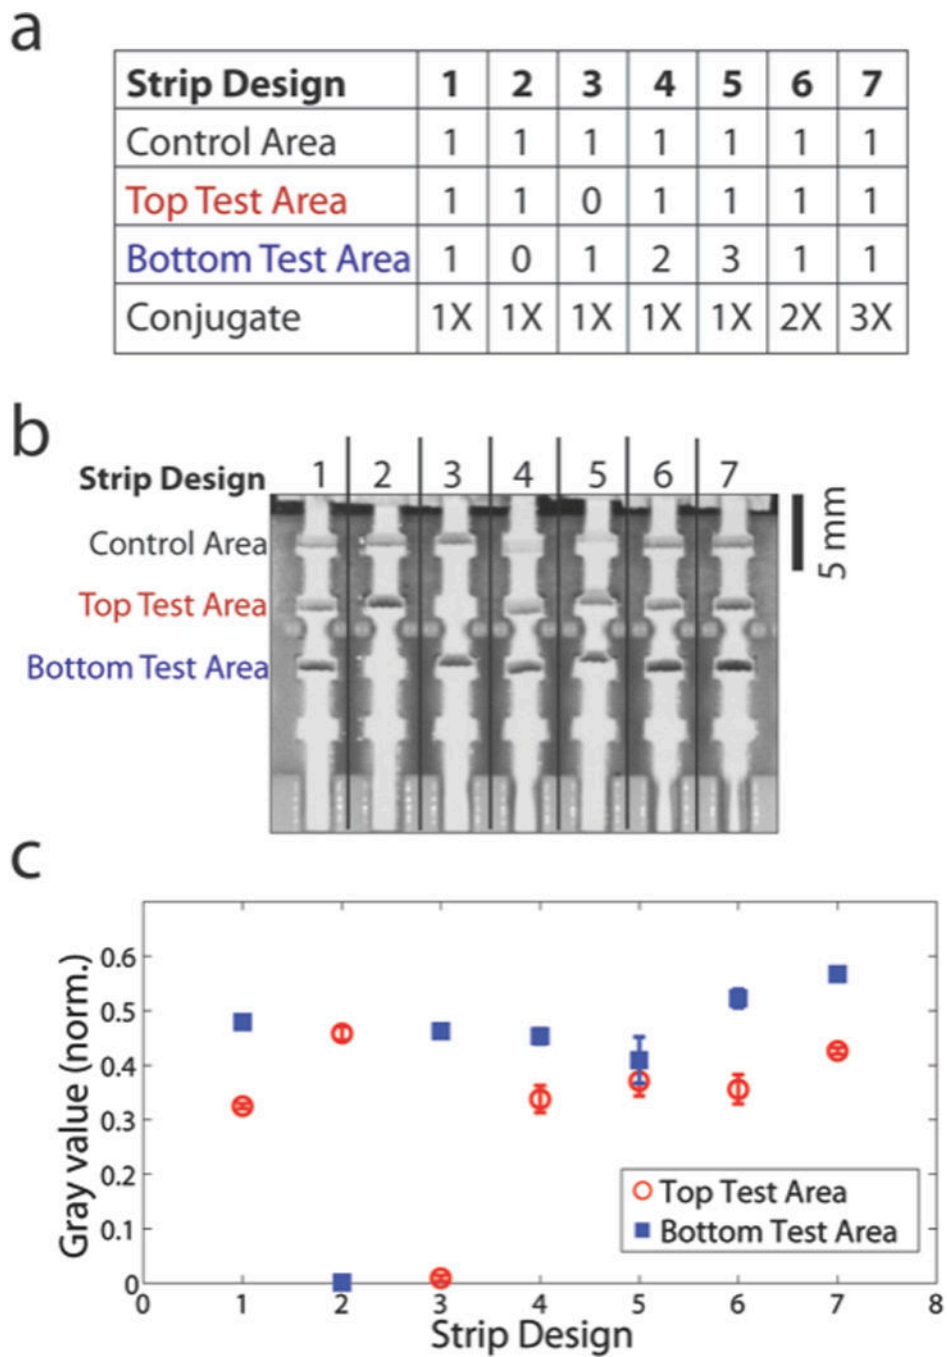 a
Strip Design 1 2 3 4 5 6 7
Control Area 1 1 1 1 1 1 1
Top Test Area 1 1 0 1 1 1 1
Bottom Test Area 1 0 1 2 3 1 1
Conjugate 1X 1X 1X 1X 1X 2X 3X
b
Strip Design 1 2 3 4 5 6 7
Control Area
Top Test Area
Bottom Test Area
5 mm
c
Gray value (norm.)
0.6
0.5
0.4
0.3
0.2
0.1
0
0 1 2 3 4 5 6 7 8
Strip Design
Top Test Area
Bottom Test Area